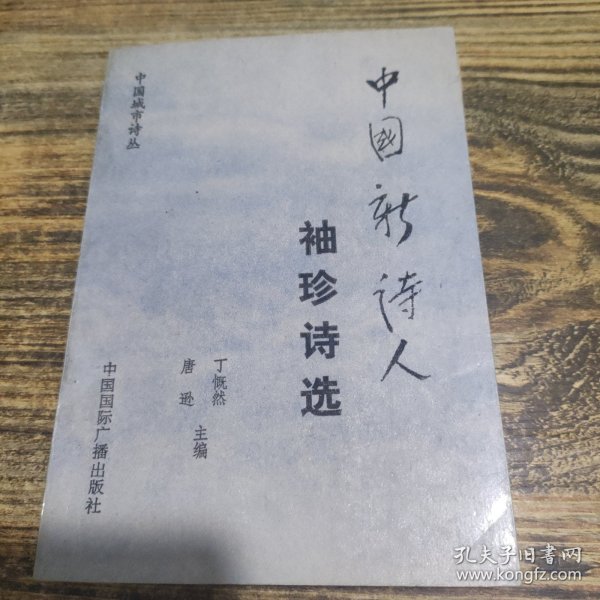 中國新诗人
袖珍诗选
丁慨然
唐逊
主编
中国城市诗丛
中国国际广播出版社
孔夫子旧书网
www.kongfz.com